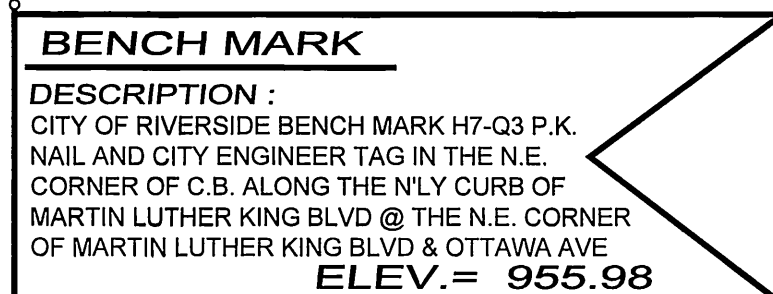 BENCH MARK
DESCRIPTION :
CITY OF RIVERSIDE BENCH MARK H7-Q3 P.K.
NAIL AND CITY ENGINEER TAG IN THE N.E.
CORNER OF C.B. ALONG THE N'LY CURB OF
MARTIN LUTHER KING BLVD @ THE N.E. CORNER
OF MARTIN LUTHER KING BLVD & OTTAWA AVE
ELEV.= 955.98